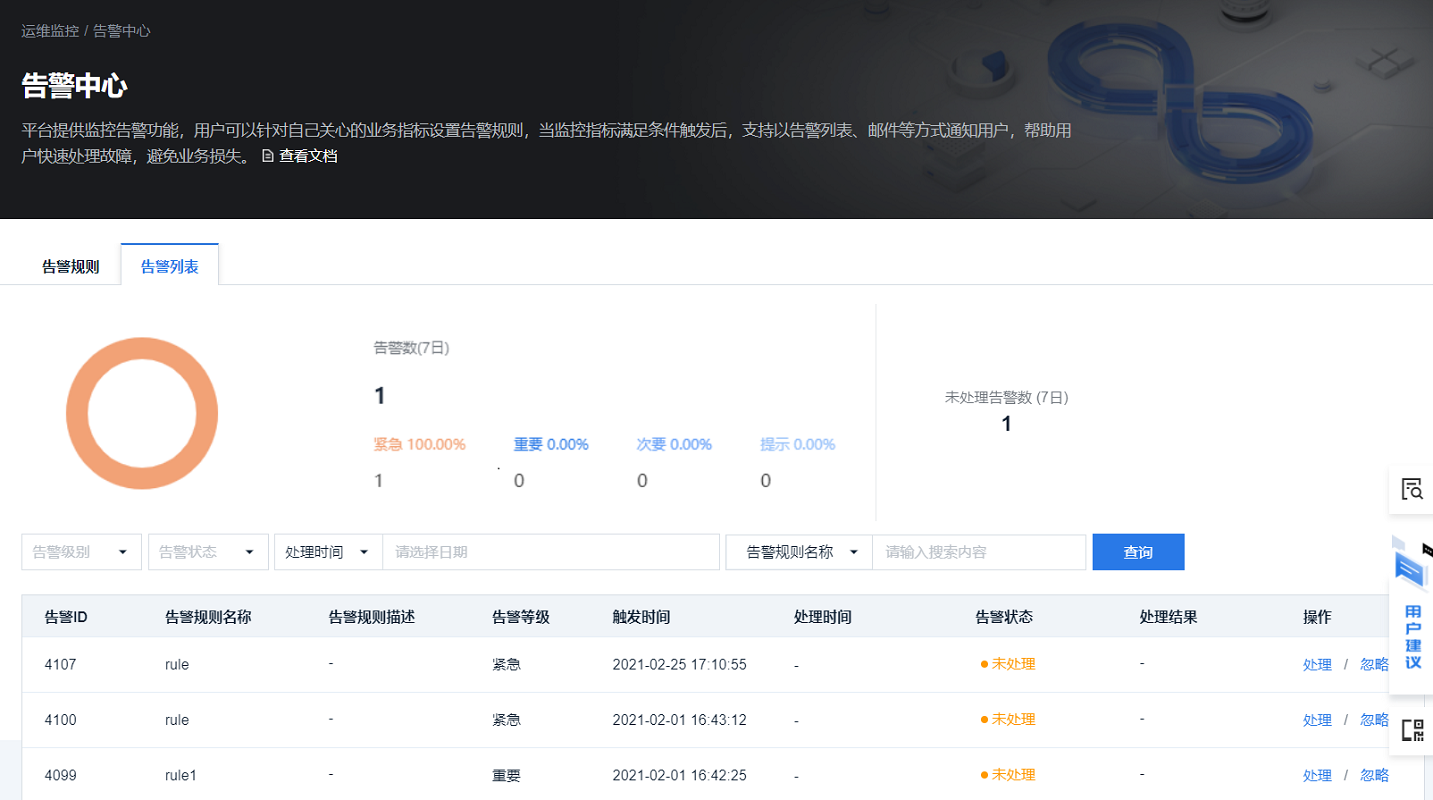 运维监控 / 告警中心
告警中心
平台提供监控告警功能，用户可以针对自己关心的业务指标设置告警规则，当监控指标满足条件触发后，支持以告警列表、邮件等方式通知用户，帮助用
户快速处理故障，避免业务损失。 查看文档
告警规则 告警列表
告警数(7日)
1
紧急 100.00% 重要 0.00% 次要 0.00% 提示 0.00%
1 0 0 0
未处理告警数 (7日)
1
告警级别 告警状态 处理时间 请选择日期 告警规则名称 请输入搜索内容 查询
告警ID 告警规则名称 告警规则描述 告警等级 触发时间 处理时间 告警状态 处理结果 操作
4107 rule - 紧急 2021-02-25 17:10:55 - 未处理 - 处理 / 忽略
4100 rule - 紧急 2021-02-01 16:43:12 - 未处理 - 处理 / 忽略
4099 rule1 - 重要 2021-02-01 16:42:25 - 未处理 - 处理 / 忽略
用户建议